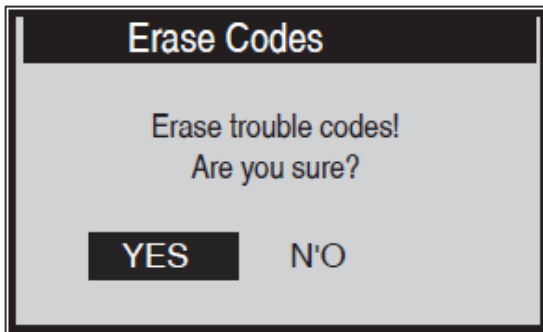 Erase Codes
Erase trouble codes!
Are you sure?
YES N'O